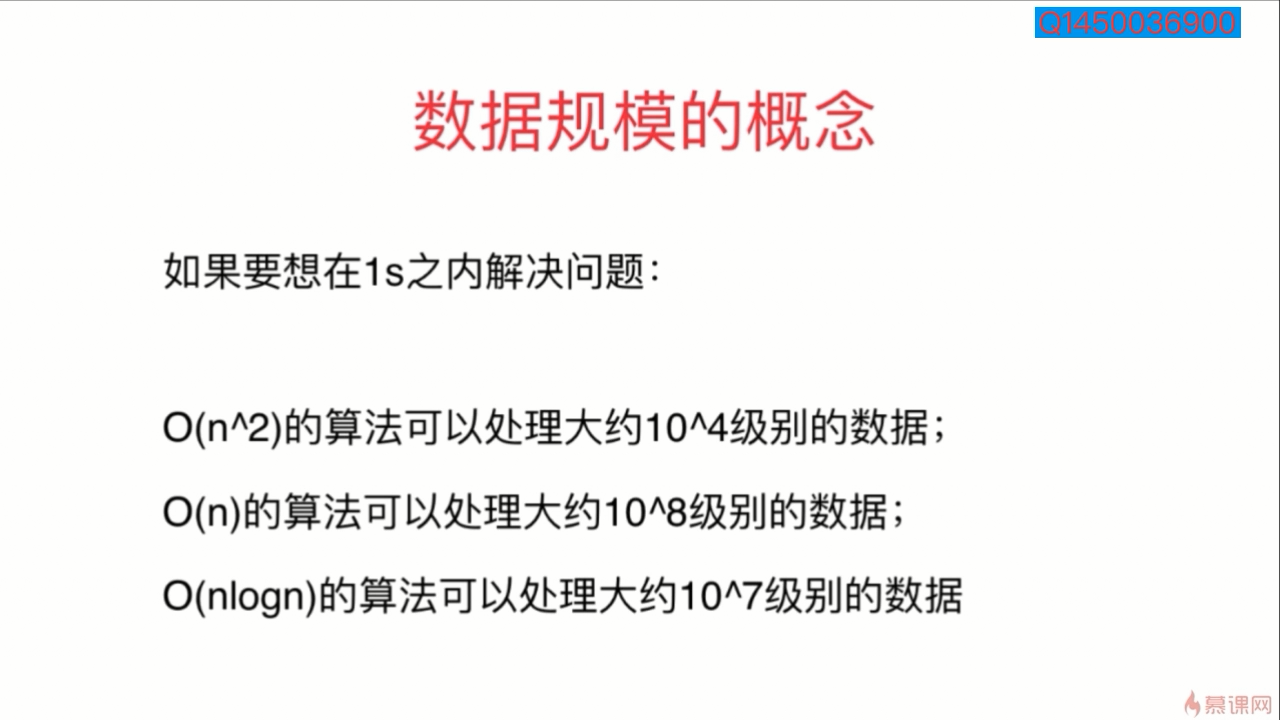 Q1450036900
数据规模的概念
如果要想在1s之内解决问题：
O(n^2)的算法可以处理大约10^4级别的数据；
O(n)的算法可以处理大约10^8级别的数据；
O(nlogn)的算法可以处理大约10^7级别的数据
慕课网